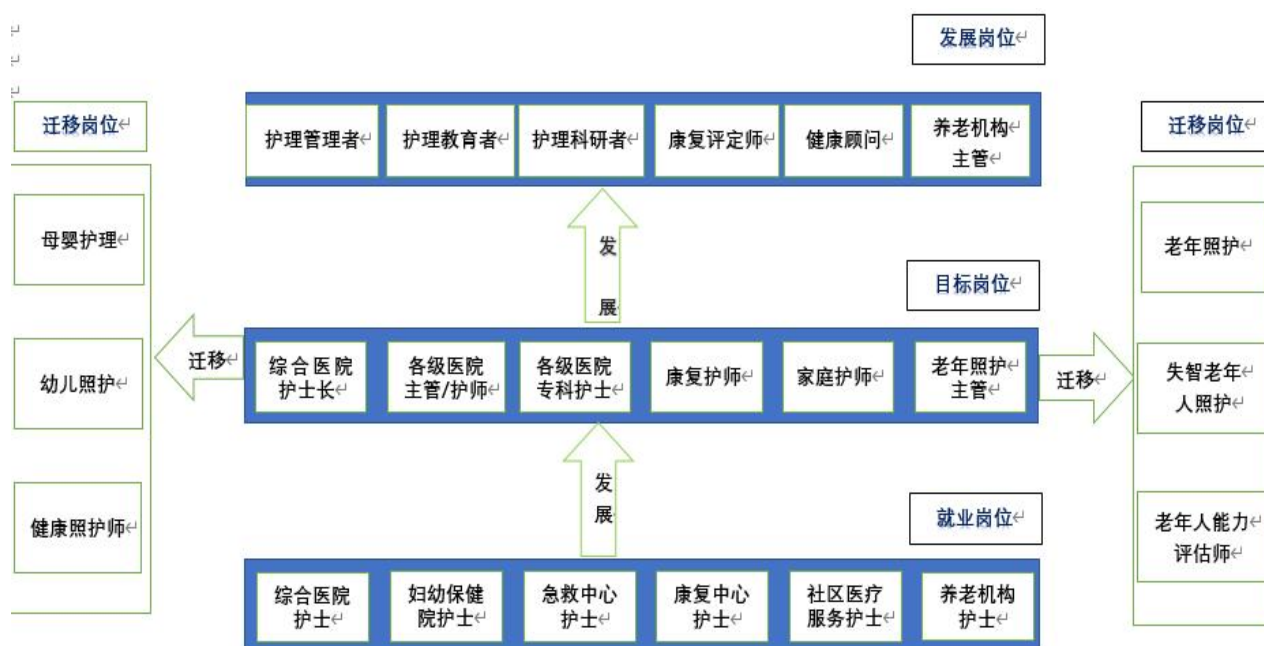 发展岗位
迁移岗位
护理管理者
护理教育者
护理科研者
康复评定师
健康顾问
养老机构
主管
迁移岗位
母婴护理
发
展
目标岗位
老年照护
幼儿照护
迁移
综合医院
护士长
各级医院
主管/护师
各级医院
专科护士
康复护师
家庭护师
老年照护
主管
迁移
失智老年
人照护
发
展
健康照护师
就业岗位
老年人能力
评估师
综合医院
护士
妇幼保健
院护士
急救中心
护士
康复中心
护士
社区医疗
服务护士
养老机构
护士